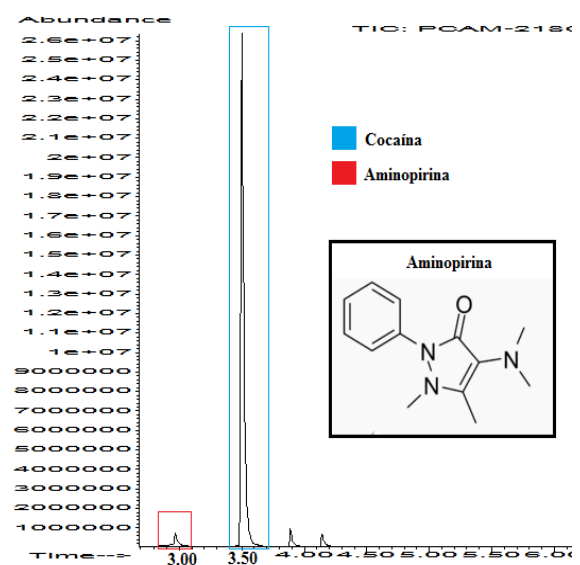 Abundance
TIC: PCAM-218
2.6e+07
2.5e+07
2.4e+07
2.3e+07
2.2e+07
2.1e+07
2e+07
1.9e+07
1.8e+07
1.7e+07
1.6e+07
1.5e+07
1.4e+07
1.3e+07
1.2e+07
1.1e+07
1e+07
9000000
8000000
7000000
6000000
5000000
4000000
3000000
2000000
1000000
Cocaína
Aminopirina
Aminopirina
O
N
N
N
Time-->
3.00 3.50 4.00 4.50 5.00 5.50 6.00